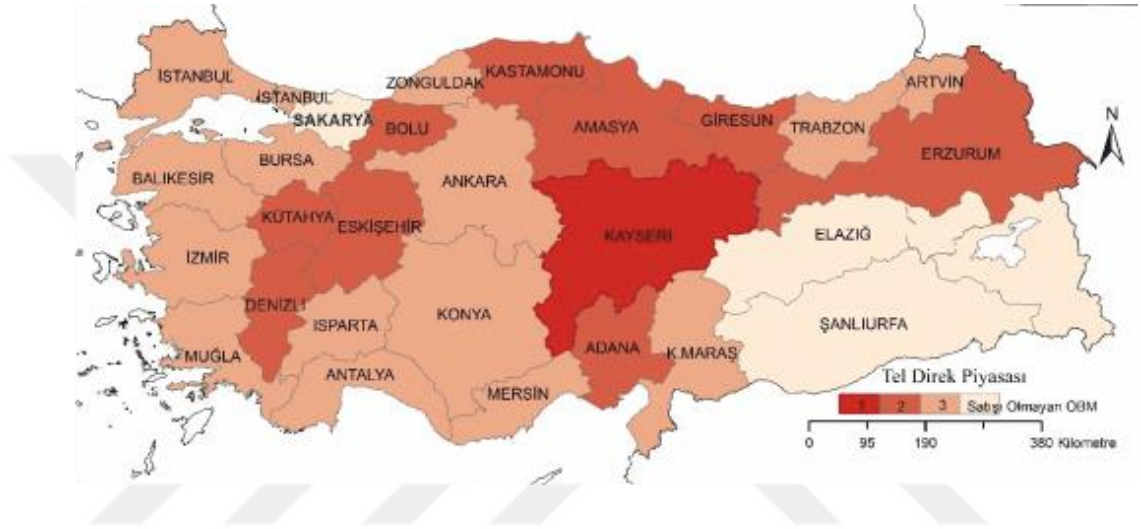 İSTANBUL
İSTANBUL
SAKARYA
ZONGULDAK
KASTAMONU
BOLU
AMASYA
GİRESUN
TRABZON
ARTVİN
ERZURUM
N
BURSA
BALIKESİR
ANKARA
KÜTAHYA
ESKİŞEHİR
KAYSERİ
ELAZIĞ
İZMİR
DENİZLİ
ISPARTA
KONYA
ŞANLIURFA
MUĞLA
ANTALYA
MERSİN
ADANA
K.MARAŞ
Tel Direk Piyasası
1 2 3 Satışı Olmayan OBM
0 95 190 380 Kilometre